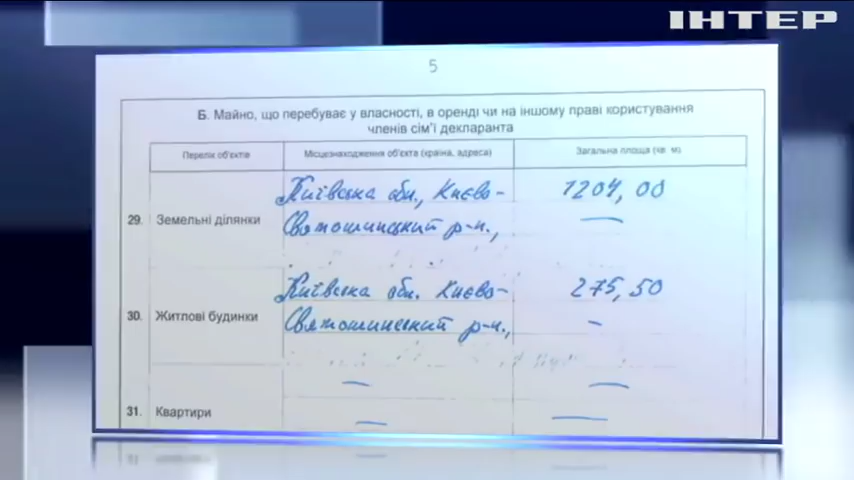 ІНТЕР
5
Б. Майно, що перебуває у власності, в оренді чи на іншому праві користування
членів сім'ї декларанта
Перелік об'єктів
Місцезнаходження об'єкта (країна, адреса)
Загальна площа (кв. м)
29. Земельні ділянки
Київська обл., Києво-
Святошинський р-н.,
1204,00
—
30. Житлові будинки
Київська обл. Києво-
Святошинський р-н.,
275,50
–
31. Квартири
— —
— —